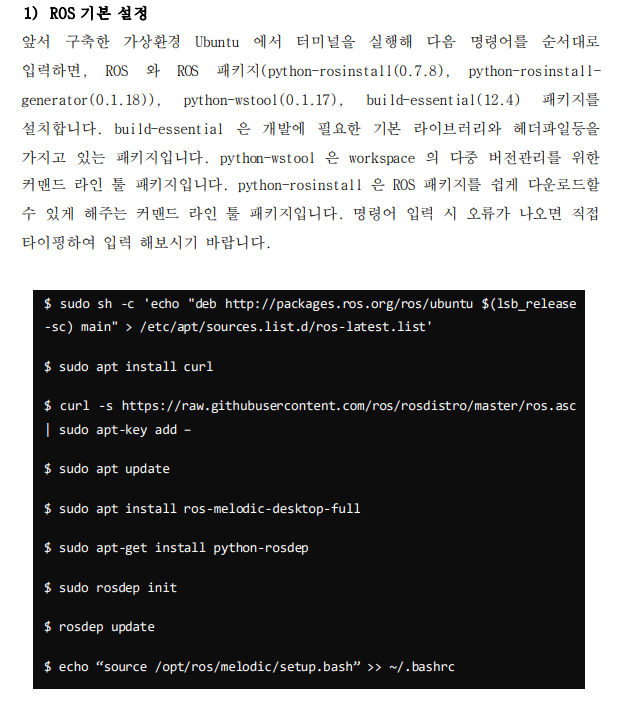 1) ROS 기본 설정
앞서 구축한 가상환경 Ubuntu 에서 터미널을 실행해 다음 명령어를 순서대로
입력하면, ROS 와 ROS 패키지(python-rosinstall(0.7.8), python-rosinstall-
generator(0.1.18)), python-wstool(0.1.17), build-essential(12.4) 패키지를
설치합니다. build-essential 은 개발에 필요한 기본 라이브러리와 헤더파일등을
가지고 있는 패키지입니다. python-wstool 은 workspace 의 다중 버전관리를 위한
커맨드 라인 툴 패키지입니다. python-rosinstall 은 ROS 패키지를 쉽게 다운로드할
수 있게 해주는 커맨드 라인 툴 패키지입니다. 명령어 입력 시 오류가 나오면 직접
타이핑하여 입력 해보시기 바랍니다.
$ sudo sh -c 'echo "deb http://packages.ros.org/ros/ubuntu $(lsb_release
-sc) main" > /etc/apt/sources.list.d/ros-latest.list'
$ sudo apt install curl
$ curl -s https://raw.githubusercontent.com/ros/rosdistro/master/ros.asc
| sudo apt-key add –
$ sudo apt update
$ sudo apt install ros-melodic-desktop-full
$ sudo apt-get install python-rosdep
$ sudo rosdep init
$ rosdep update
$ echo “source /opt/ros/melodic/setup.bash” >> ~/.bashrc